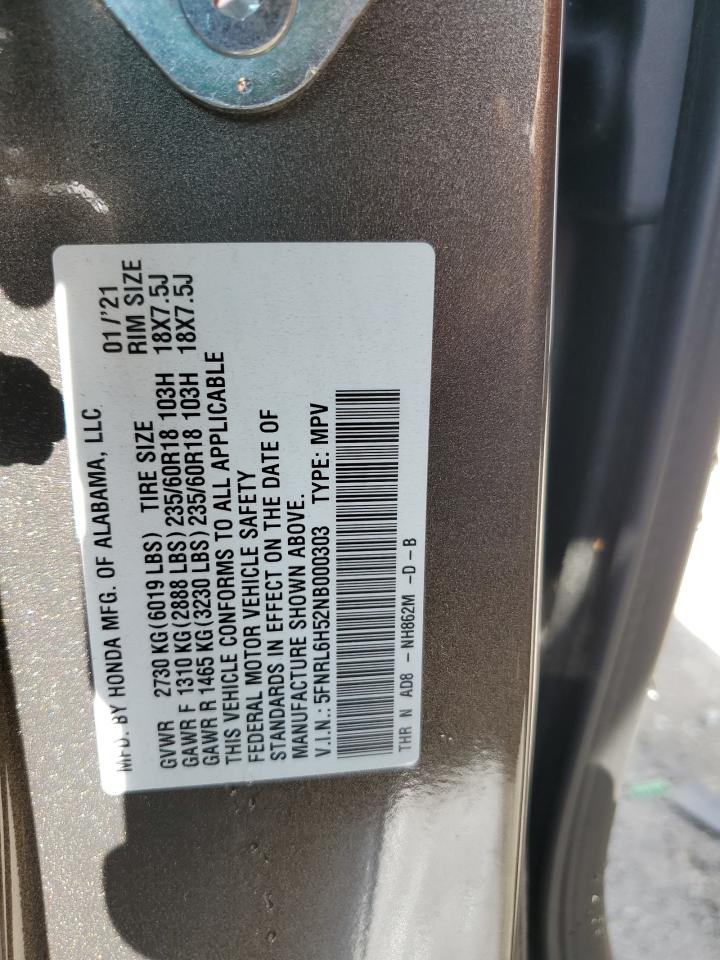 MFD. BY HONDA MFG. OF ALABAMA, LLC 01/'21
GVWR 2730 KG(6019 LBS) TIRE SIZE RIM SIZE
GAWR F 1310 KG(2888 LBS)235/60R18 103H 18X7.5J
GAWR R 1465 KG(3230 LBS)235/60R18 103H 18X7.5J
THIS VEHICLE CONFORMS TO ALL APPLICABLE
FEDERAL MOTOR VEHICLE SAFETY
STANDARDS IN EFFECT ON THE DATE OF
MANUFACTURE SHOWN ABOVE.
V.I.N.: 5FNRL6H52NB000303 TYPE: MPV
THR N AD8 - NH862M -D-B